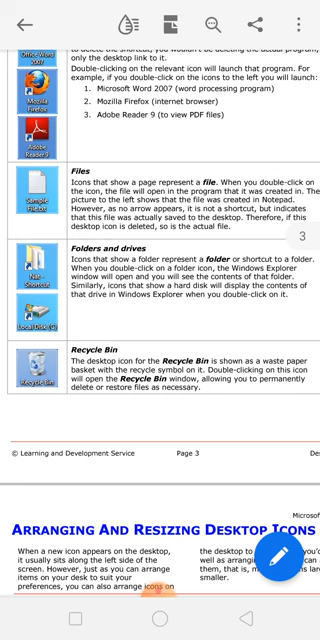 to delete the shortcut, you wouldn't be deleting the actual program,
only the desktop link to it.
Office Word
2007
Double-clicking on the relevant icon will launch that program. For
example, if you double-click on the icons to the left you will launch:
1. Microsoft Word 2007 (word processing program)
2. Mozilla Firefox (internet browser)
3. Adobe Reader 9 (to view PDF files)
Mozilla
Firefox
Adobe
Reader 9
Files
Icons that show a page represent a file. When you double-click on
the icon, the file will open in the program that it was created in. The
picture to the left shows that the file was created in Notepad.
However, as no arrow appears, it is not a shortcut, but indicates
that this file was actually saved to the desktop. Therefore, if this
desktop icon is deleted, so is the actual file.
Sample
File.txt
3
Folders and drives
Icons that show a folder represent a folder or shortcut to a folder.
When you double-click on a folder icon, the Windows Explorer
window will open and you will see the contents of that folder.
Similarly, icons that show a hard disk will display the contents of
that drive in Windows Explorer when you double-click on it.
Nat -
Shortcut
Local Disk (C)
Recycle Bin
The desktop icon for the Recycle Bin is shown as a waste paper
basket with the recycle symbol on it. Double-clicking on this icon
will open the Recycle Bin window, allowing you to permanently
delete or restore files as necessary.
Recycle Bin
© Learning and Development Service Page 3 Des
Microsof
ARRANGING AND RESIZING DESKTOP ICONS
When a new icon appears on the desktop,
it usually sits along the left side of the
screen. However, just as you can arrange
items on your desk to suit your
preferences, you can also arrange icons on
the desktop to
well as arrang
them, that is, m
smaller.